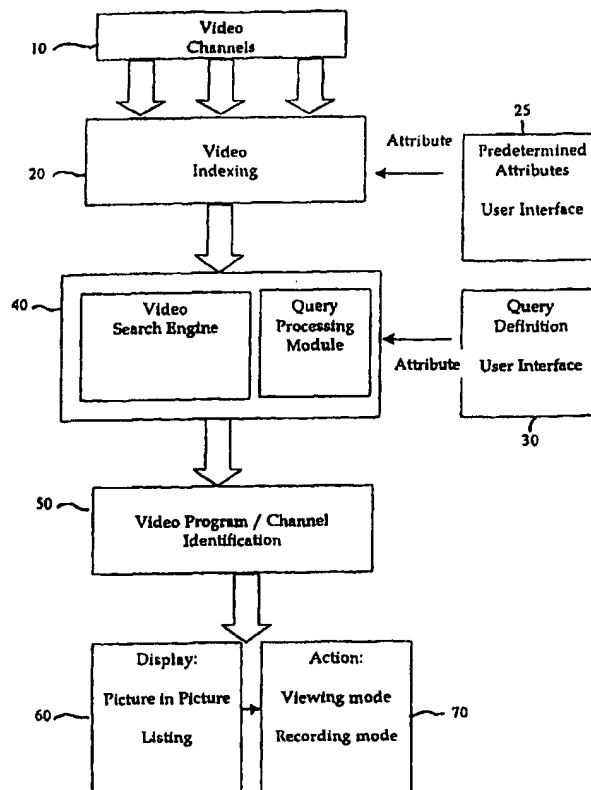 10
Video
Channels
20
Video
Indexing
Attribute
25
Predetermined
Attributes
User Interface
40
Video
Search Engine
Query
Processing
Module
Attribute
Query
Definition
User Interface
30
50
Video Program / Channel
Identification
60
Display:
Picture in Picture
Listing
Action:
Viewing mode
Recording mode
70